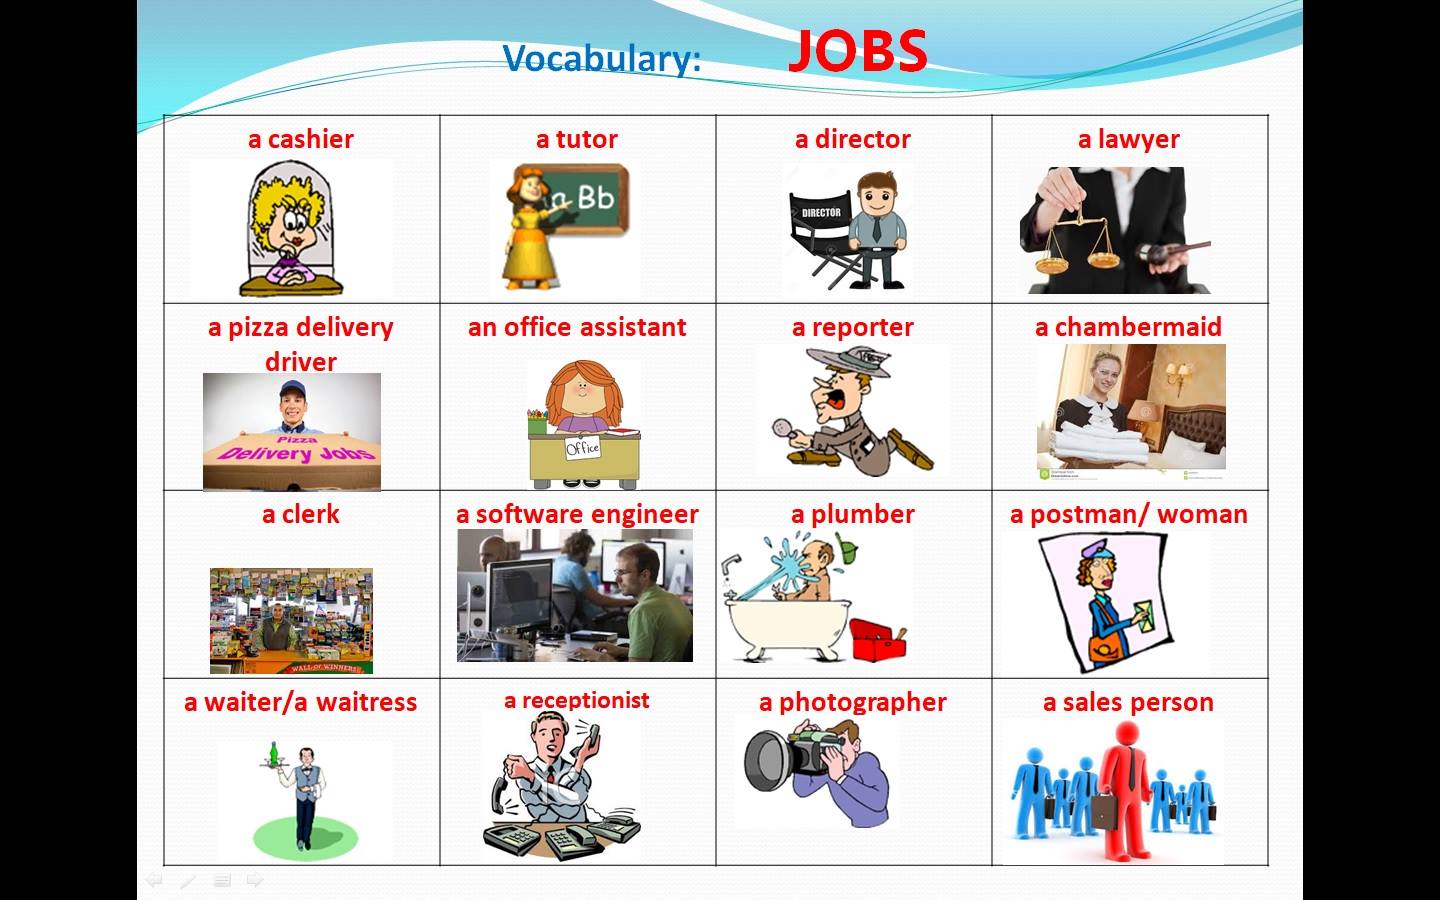 Vocabulary: JOBS
a cashier
a tutor
a director
a lawyer
Bb
DIRECTOR
a pizza delivery
driver
an office assistant
a reporter
a chambermaid
Pizza
Delivery Jobs
Office
a clerk
a software engineer
a plumber
a postman/ woman
WALL OF WINNERS
a waiter/a waitress
a receptionist
a photographer
a sales person